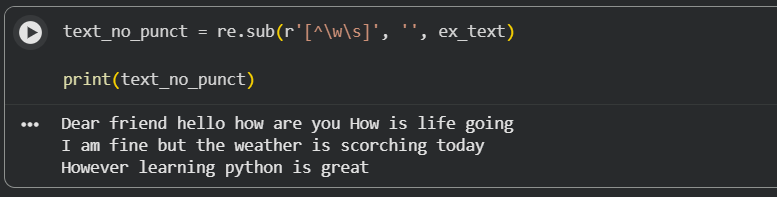 text_no_punct = re.sub(r'[^\w\s]', '', ex_text)
print(text_no_punct)
Dear friend hello how are you How is life going
I am fine but the weather is scorching today
However learning python is great